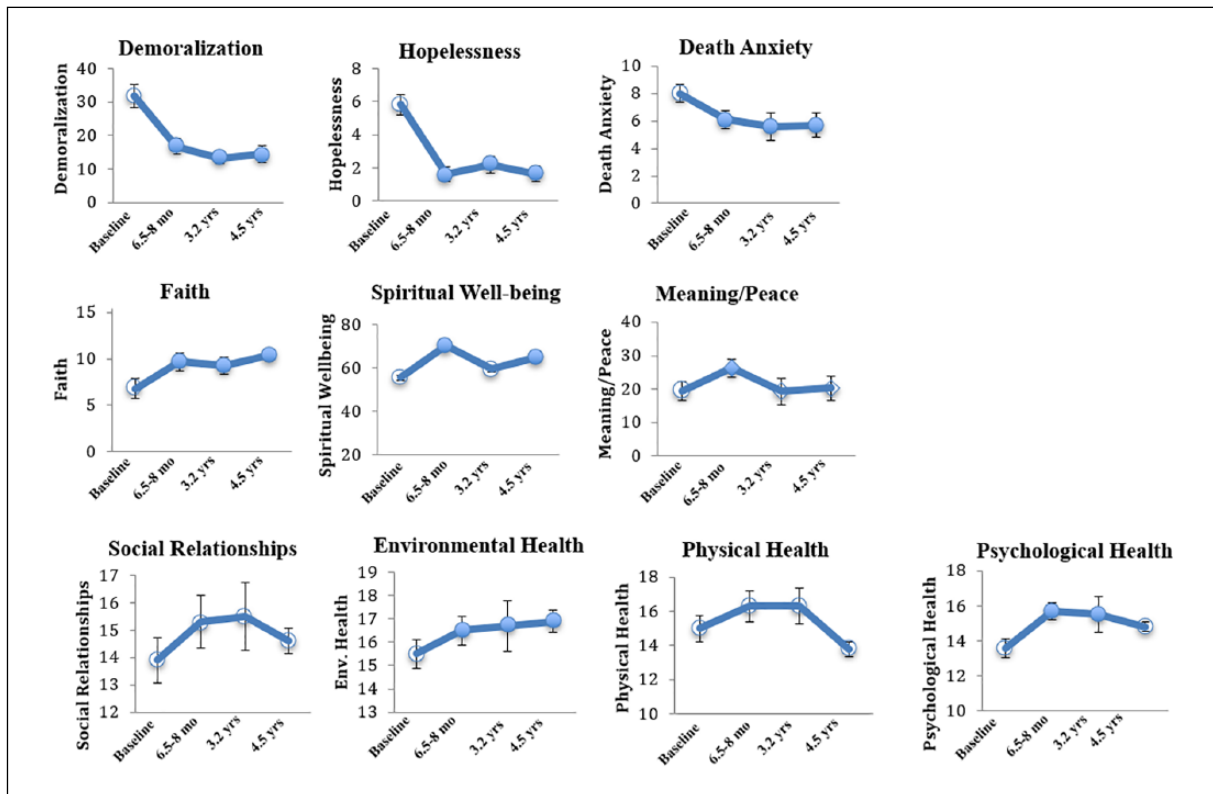 Demoralization
Demoralization
40
30
20
10
0
Baseline
6.5-8 mo
3.2 yrs
4.5 yrs
Hopelessness
Hopelessness
8
6
4
2
0
Baseline
6.5-8 mo
3.2 yrs
4.5 yrs
Death Anxiety
Death Anxiety
10
8
6
4
2
0
Baseline
6.5-8 mo
3.2 yrs
4.5 yrs
Faith
Faith
15
10
5
0
Baseline
6.5-8 mo
3.2 yrs
4.5 yrs
Spiritual Well-being
Spiritual Wellbeing
80
60
40
20
Baseline
6.5-8 mo
3.2 yrs
4.5 yrs
Meaning/Peace
Meaning/Peace
40
30
20
10
0
Baseline
6.5-8 mo
3.2 yrs
4.5 yrs
Social Relationships
Social Relationships
17
16
15
14
13
12
Baseline
6.5-8 mo
3.2 yrs
4.5 yrs
Environmental Health
Env. Health
19
18
17
16
15
14
13
Baseline
6.5-8 mo
3.2 yrs
4.5 yrs
Physical Health
Physical Health
18
16
14
12
10
Baseline
6.5-8 mo
3.2 yrs
4.5 yrs
Psychological Health
Psychological Health
18
16
14
12
10
Baseline
6.5-8 mo
3.2 yrs
4.5 yrs